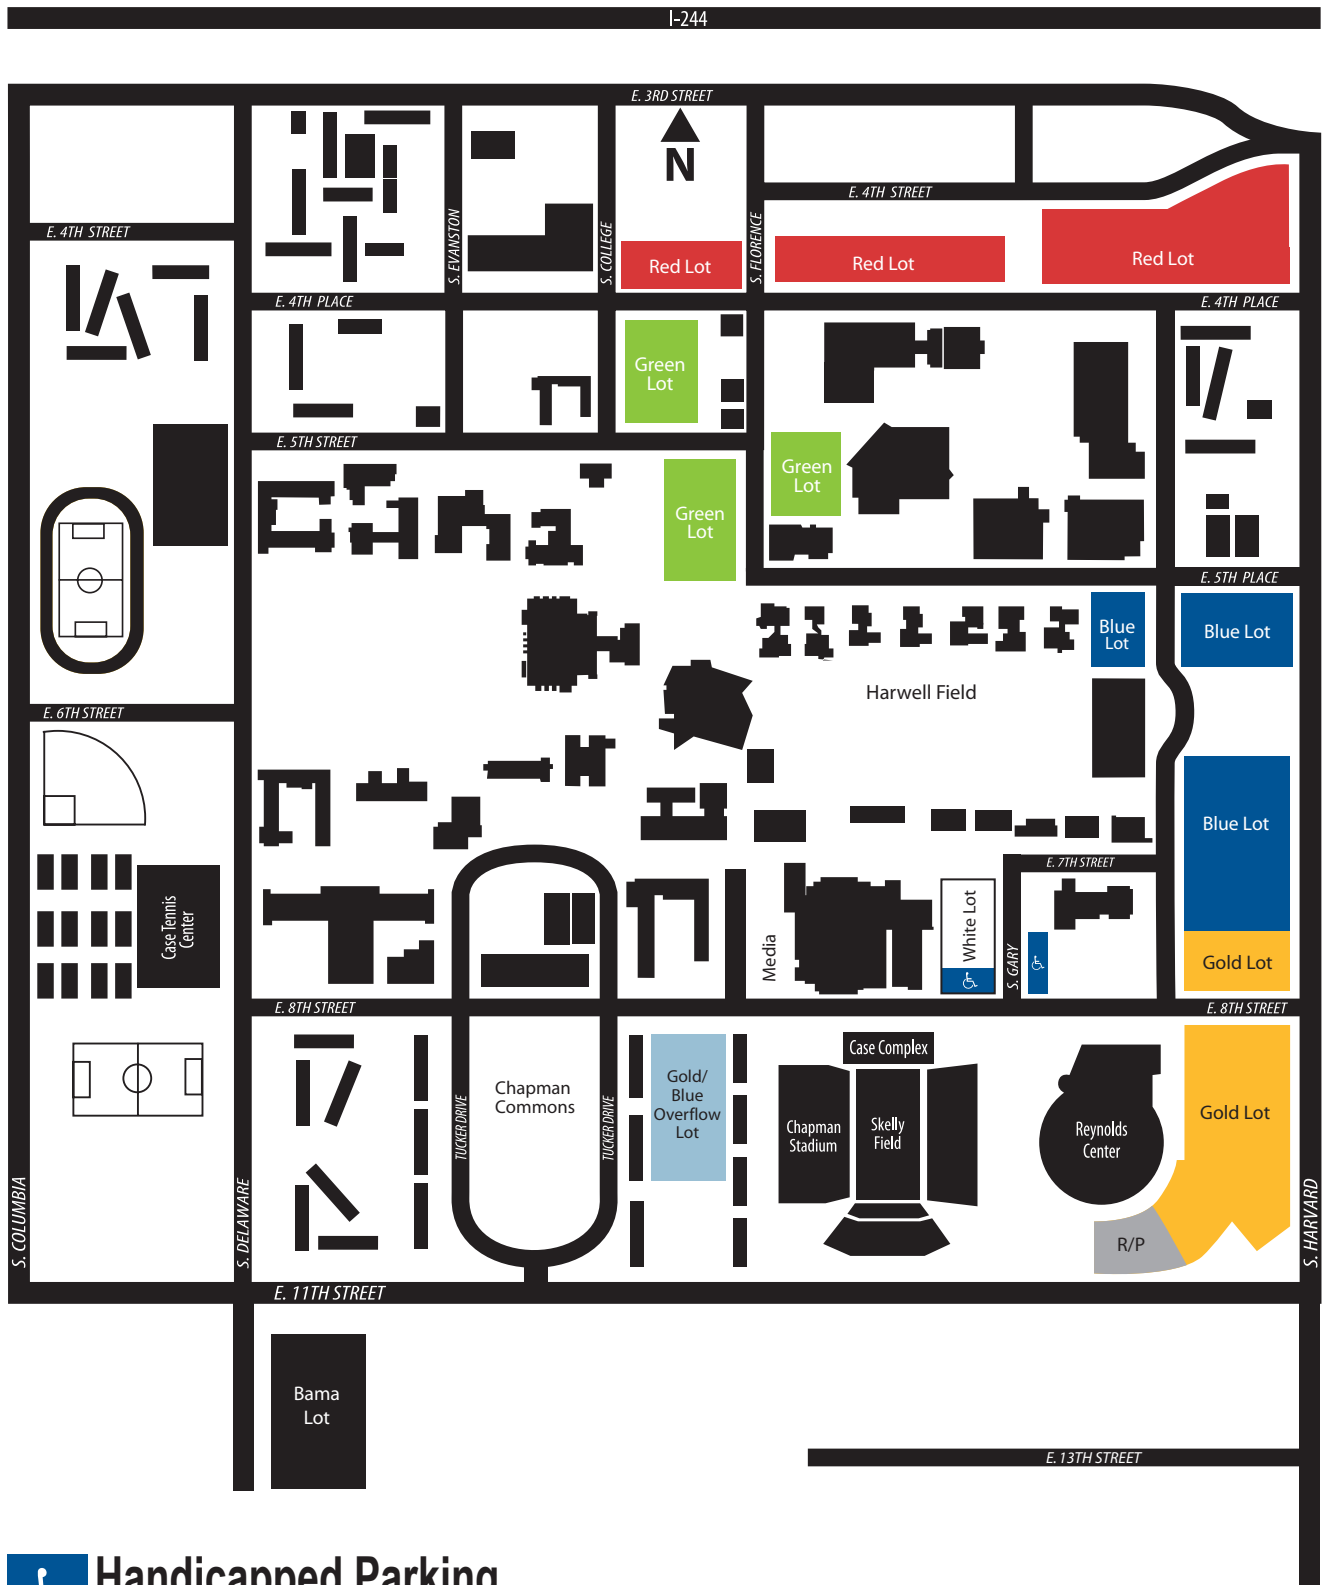 I-244
E. 3RD STREET
N
E. 4TH STREET
S. EVANSTON
S. COLLEGE
S. FLORENCE
E. 4TH STREET
Red Lot
Red Lot
Red Lot
E. 4TH PLACE
E. 4TH PLACE
Green
Lot
E. 5TH STREET
Green
Lot
Green
Lot
E. 5TH PLACE
Blue
Lot
Blue Lot
Harwell Field
E. 6TH STREET
Blue Lot
E. 7TH STREET
Case Tennis
Center
Media
White Lot
S. GARY
Gold Lot
E. 8TH STREET
E. 8TH STREET
Chapman
Commons
TUCKER DRIVE
TUCKER DRIVE
Gold/
Blue
Overflow
Lot
Case Complex
Chapman
Stadium
Skelly
Field
Reynolds
Center
Gold Lot
R/P
S. COLUMBIA
S. DELAWARE
S. HARVARD
E. 11TH STREET
Bama
Lot
E. 13TH STREET
Handicapped Parking